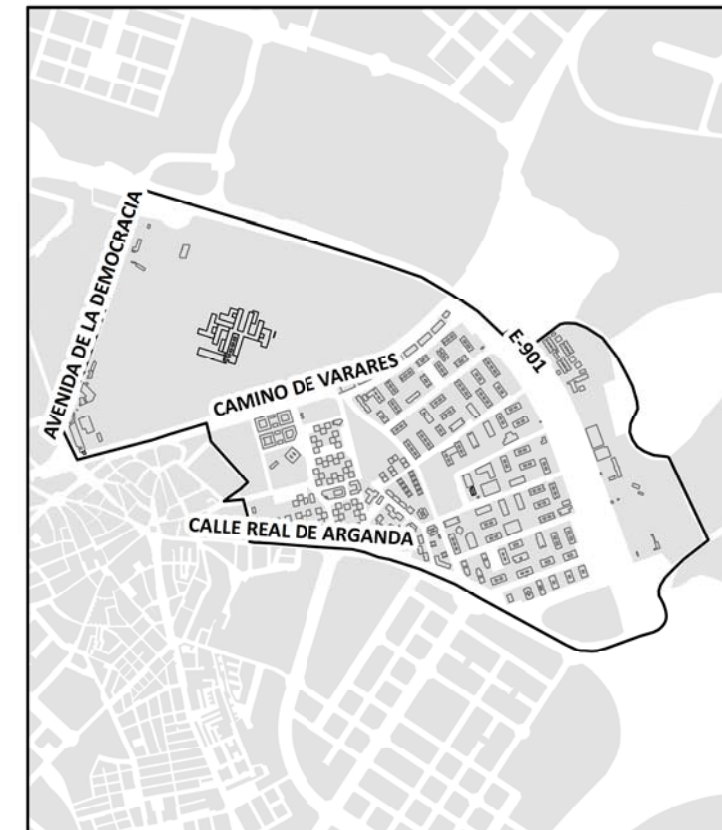 AVENIDA DE LA DEMOCRACIA
E-901
CAMINO DE VARARES
CALLE REAL DE ARGANDA